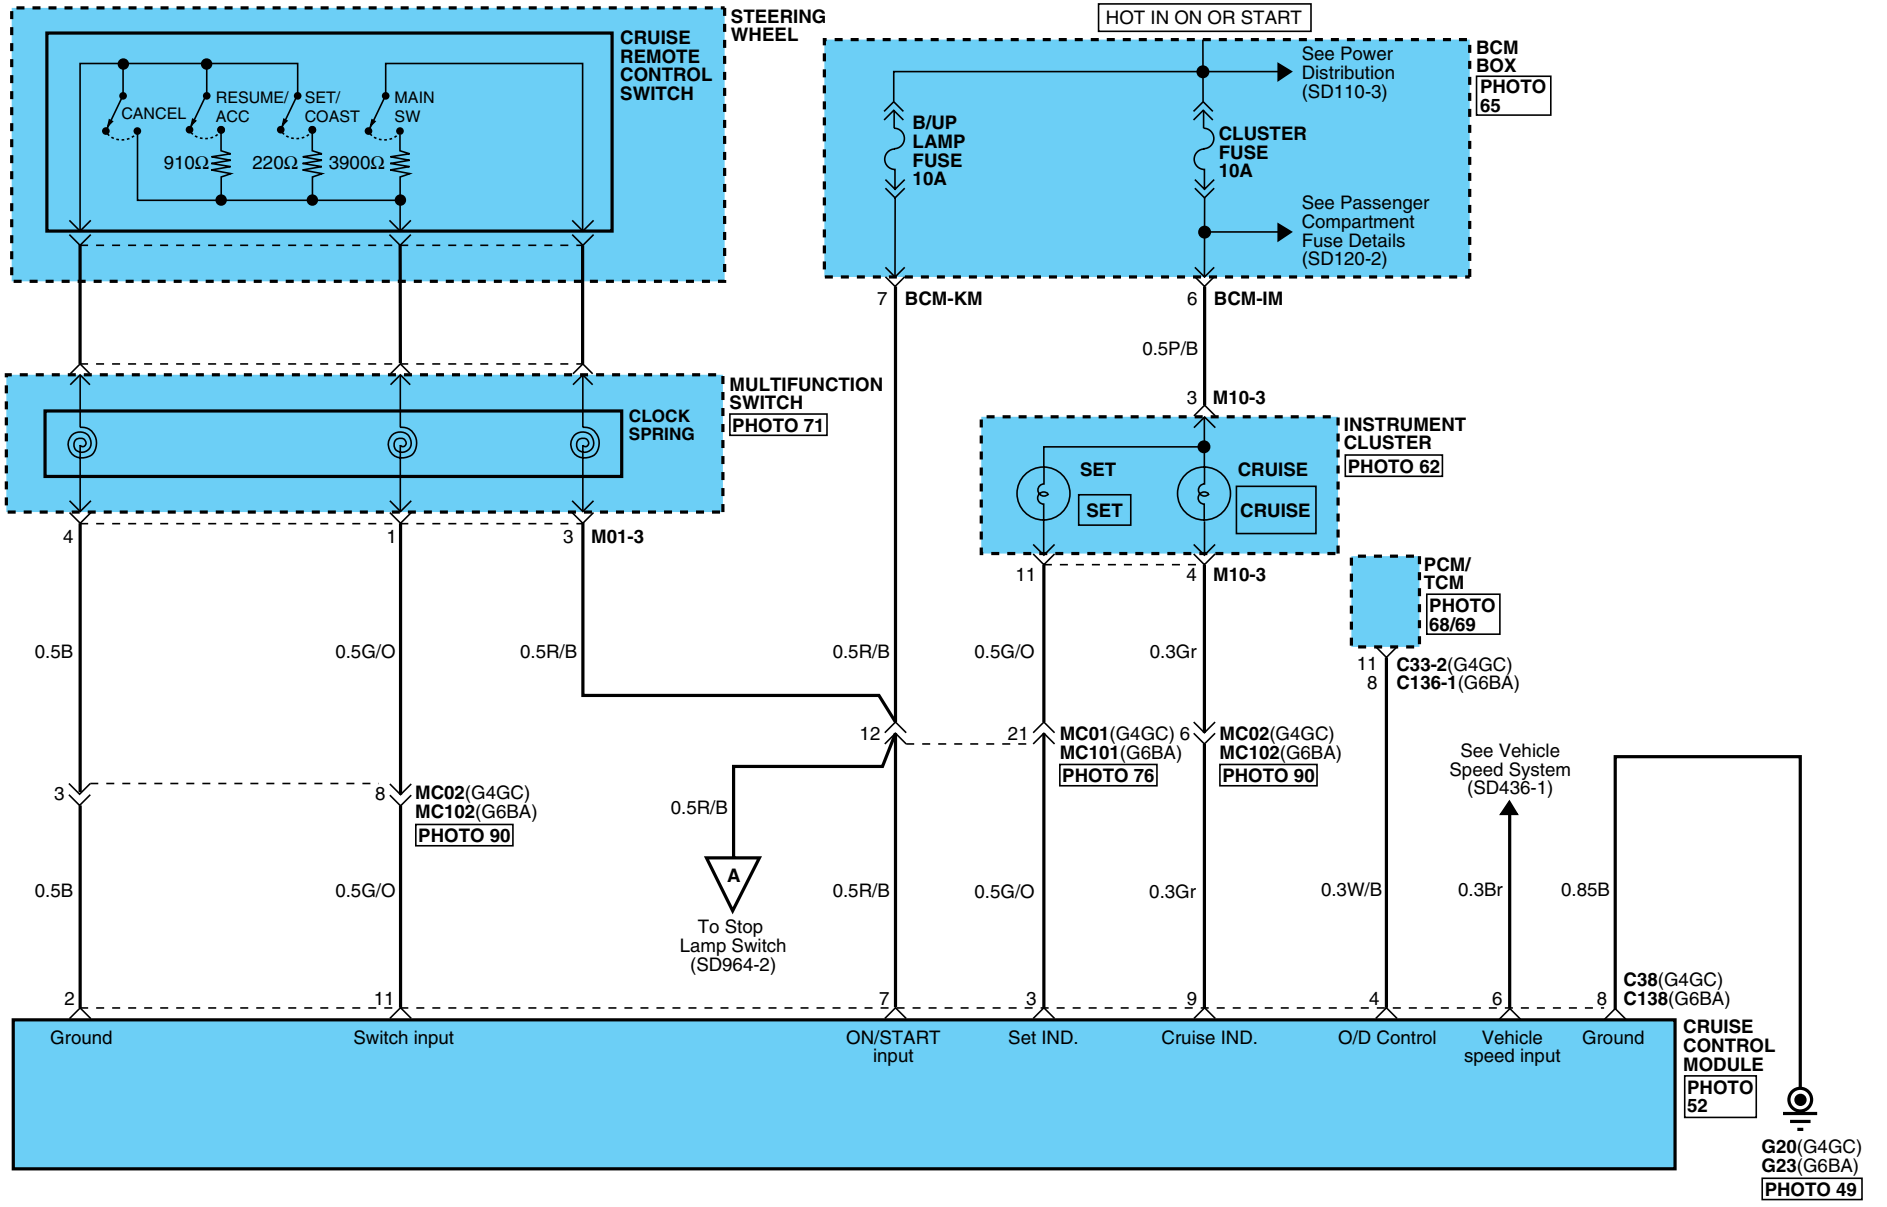 HOT IN ON OR START
STEERING
WHEEL
CRUISE
REMOTE
CONTROL
SWITCH
CANCEL
RESUME/
ACC
SET/
COAST
MAIN
SW
910Ω
220Ω
3900Ω
BCM
BOX
PHOTO
65
See Power
Distribution
(SD110-3)
B/UP
LAMP
FUSE
10A
CLUSTER
FUSE
10A
See Passenger
Compartment
Fuse Details
(SD120-2)
7
BCM-KM
6
BCM-IM
0.5P/B
3
M10-3
MULTIFUNCTION
SWITCH
PHOTO 71
CLOCK
SPRING
INSTRUMENT
CLUSTER
PHOTO 62
SET
SET
CRUISE
CRUISE
4
1
3
M01-3
11
4
M10-3
PCM/
TCM
PHOTO
68/69
0.5B
0.5G/O
0.5R/B
0.5R/B
0.5G/O
0.3Gr
11
C33-2(G4GC)
8
C136-1(G6BA)
12
21
MC01(G4GC)
MC101(G6BA)
PHOTO 76
6
MC02(G4GC)
MC102(G6BA)
PHOTO 90
See Vehicle
Speed System
(SD436-1)
3
8
MC02(G4GC)
MC102(G6BA)
PHOTO 90
0.5R/B
A
To Stop
Lamp Switch
(SD964-2)
0.5B
0.5G/O
0.5R/B
0.5G/O
0.3Gr
0.3W/B
0.3Br
0.85B
2
11
7
3
9
4
6
8
C38(G4GC)
C138(G6BA)
Ground
Switch input
ON/START
input
Set IND.
Cruise IND.
O/D Control
Vehicle
speed input
Ground
CRUISE
CONTROL
MODULE
PHOTO
52
G20(G4GC)
G23(G6BA)
PHOTO 49